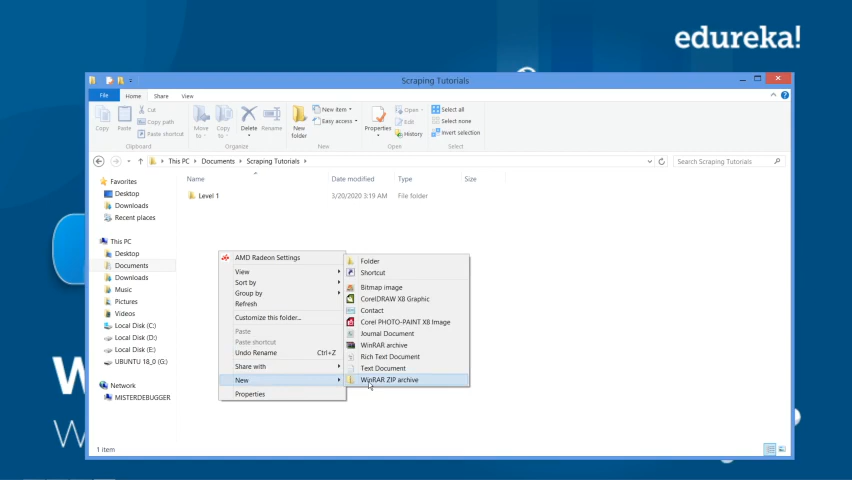 edureka!
Scraping Tutorials
File Home Share View
Copy
Paste
Cut
Copy path
Paste shortcut
Clipboard
Move to
Copy to
Delete
Rename
Organize
New folder
New item
Easy access
New
Properties
Open
Edit
History
Open
Select all
Select none
Invert selection
Select
This PC Documents Scraping Tutorials
Search Scraping Tutorials
Name Date modified Type Size
Level 1 3/20/2020 3:19 AM File folder
Favorites
Desktop
Downloads
Recent places
This PC
Desktop
Documents
Downloads
Music
Pictures
Videos
Local Disk (C:)
Local Disk (D:)
Local Disk (E:)
UBUNTU 18_0 (G:)
Network
MISTERDEBUGGER
AMD Radeon Settings
View
Sort by
Group by
Refresh
Customize this folder...
Paste
Paste shortcut
Undo Rename Ctrl+Z
Share with
New
Properties
Folder
Shortcut
Bitmap image
CorelDRAW X8 Graphic
Contact
Corel PHOTO-PAINT X8 Image
Journal Document
WinRAR archive
Rich Text Document
Text Document
WinRAR ZIP archive
1 item
W
W